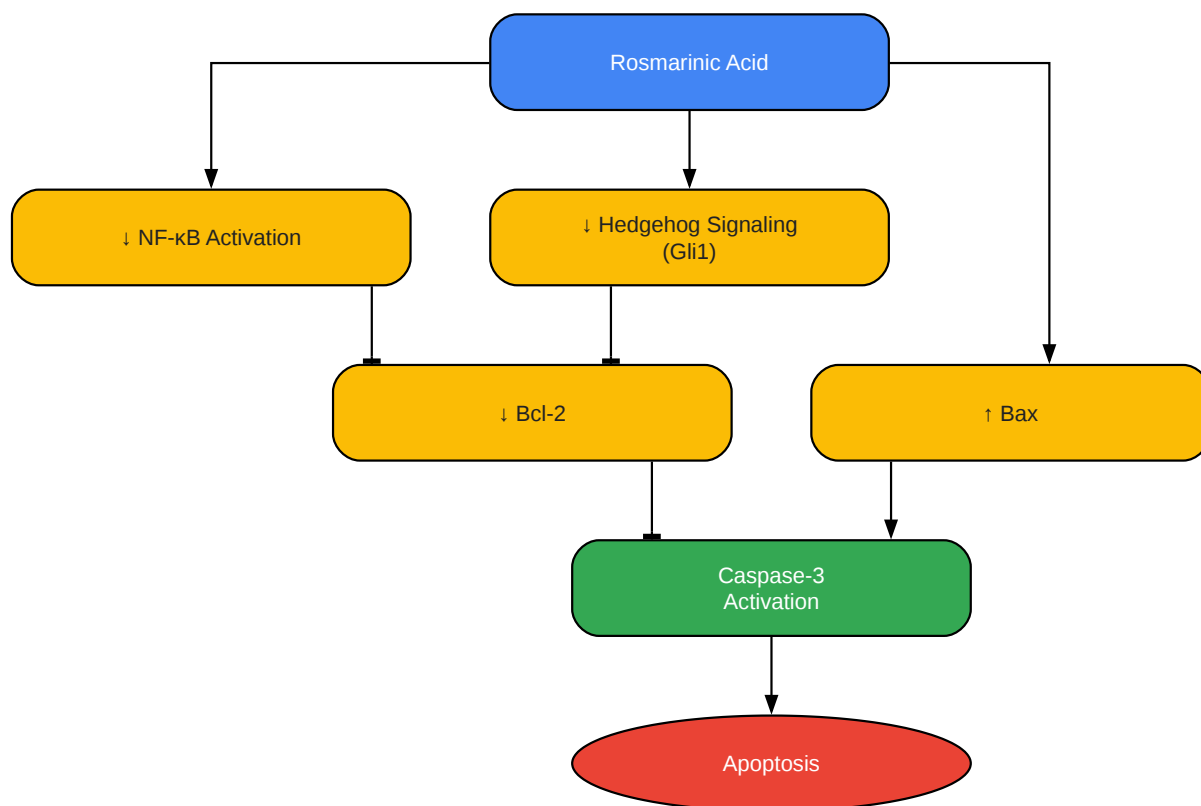 Rosmarinic Acid
↓ NF-κB Activation
↓ Hedgehog Signaling
(Gli1)
↓ Bcl-2
↑ Bax
Caspase-3
Activation
Apoptosis